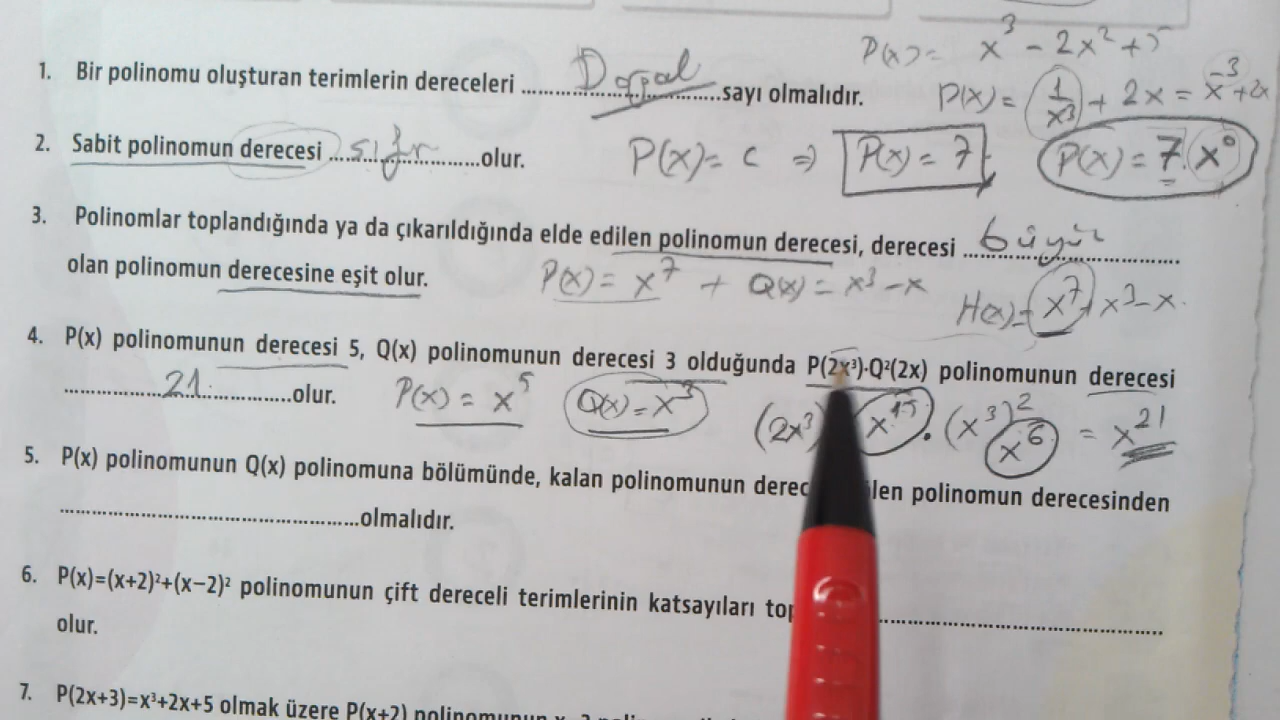 P(x) = x³ - 2x² + 5
1. Bir polinomu oluşturan terimlerin dereceleri ........Doğal........sayı olmalıdır.
P(x) = 1/x³ + 2x = x⁻³ + 2x
2. Sabit polinomun derecesi ....sıfır........olur.
P(x) = c ⇒ P(x) = 7 P(x) = 7.x⁰
3. Polinomlar toplandığında ya da çıkarıldığında elde edilen polinomun derecesi, derecesi ....büyük........
olan polinomun derecesine eşit olur.
P(x) = x⁷ + Q(x) = x³ - x
H(x) = x⁷ + x³ - x.
4. P(x) polinomunun derecesi 5, Q(x) polinomunun derecesi 3 olduğunda P(2x³)·Q²(2x) polinomunun derecesi
........21........olur.
P(x) = x⁵ Q(x) = x³
(2x³) x¹⁵ . (x³)² x⁶ = x²¹
5. P(x) polinomunun Q(x) polinomuna bölümünde, kalan polinomunun polinomun derecesinden
................olmalıdır.
6. P(x)=(x+2)²+(x−2)² polinomunun çift dereceli terimlerinin katsayıları ................
olur.
7. P(2x+3)=x³+2x+5 olmak üzere P(x+2)